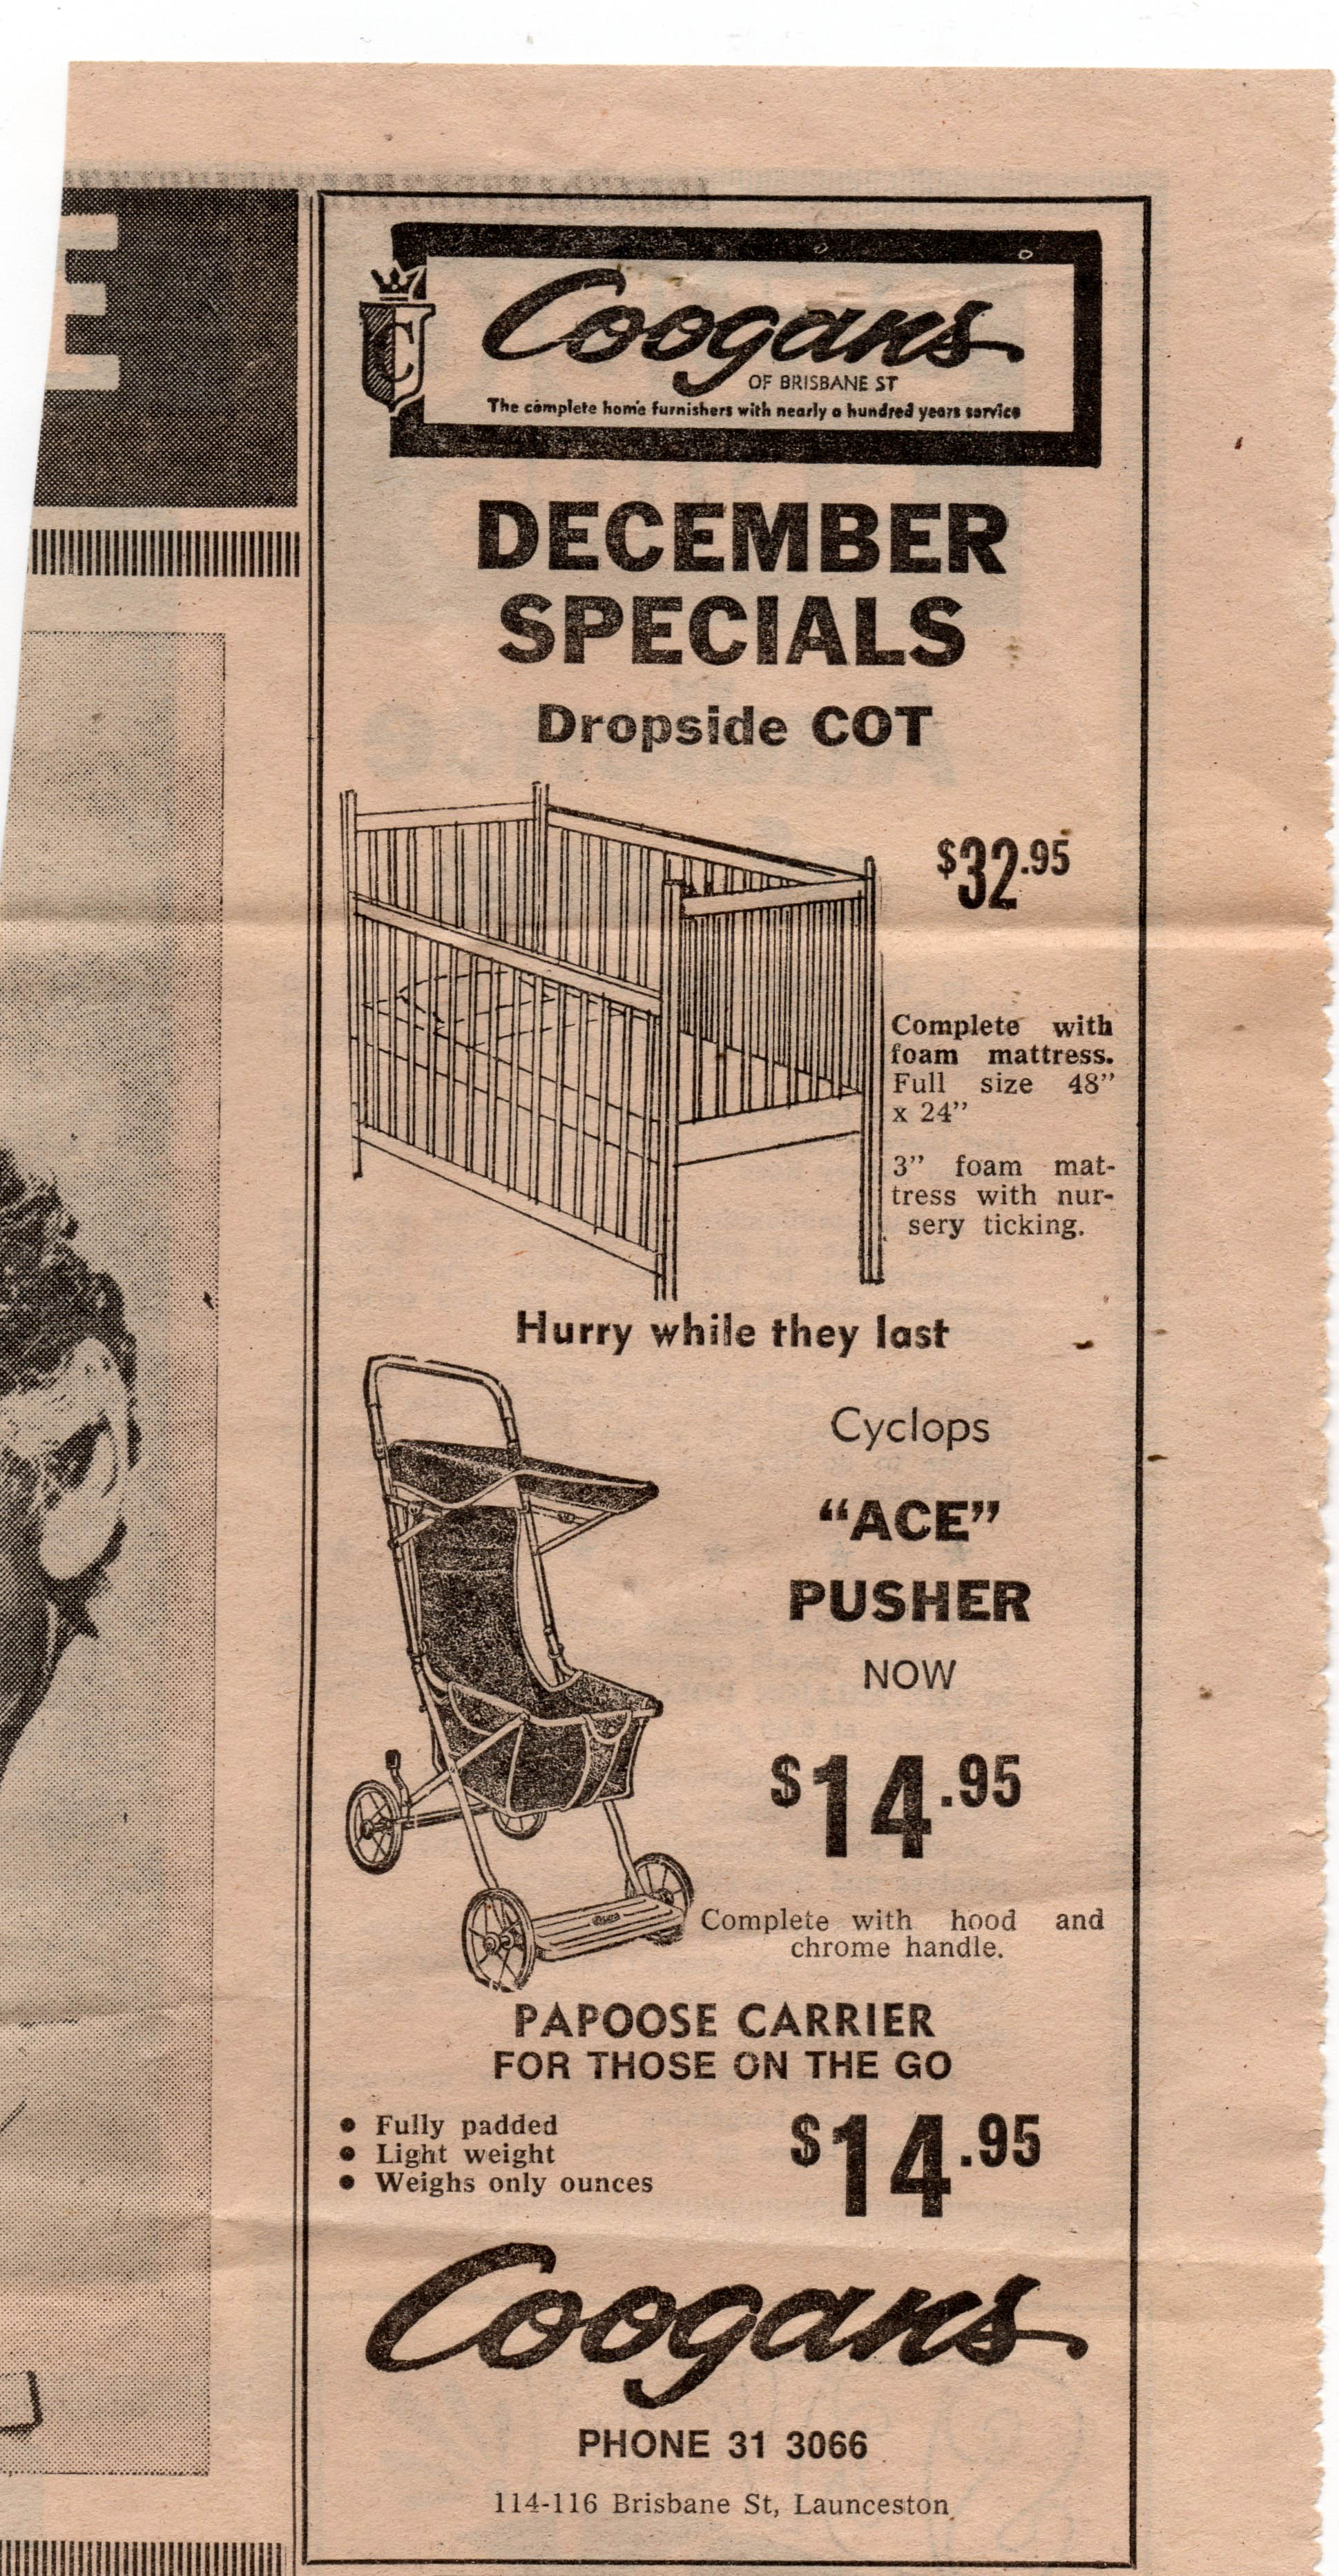 E
C
Coogans
OF BRISBANE ST
The complete home furnishers with nearly a hundred years service
DECEMBER
SPECIALS
Dropside COT
$32.95
Complete with
foam mattress.
Full size 48”
x 24”
3” foam mat-
tress with nur-
sery ticking.
Hurry while they last
Cyclops
“ACE”
PUSHER
NOW
$14.95
Complete with hood and
chrome handle.
PAPOOSE CARRIER
FOR THOSE ON THE GO
• Fully padded
• Light weight
• Weighs only ounces
$14.95
Coogans
PHONE 31 3066
114-116 Brisbane St, Launceston